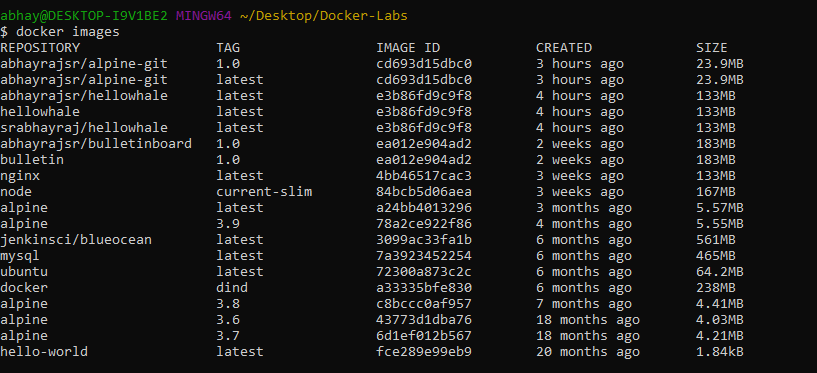 abhay@DESKTOP-I9V1BE2 MINGW64 ~/Desktop/Docker-Labs
$ docker images
REPOSITORY TAG IMAGE ID CREATED SIZE
abhayrajsr/alpine-git 1.0 cd693d15dbc0 3 hours ago 23.9MB
abhayrajsr/alpine-git latest cd693d15dbc0 3 hours ago 23.9MB
abhayrajsr/hellowhale latest e3b86fd9c9f8 4 hours ago 133MB
hellowhale latest e3b86fd9c9f8 4 hours ago 133MB
srabhayraj/hellowhale latest e3b86fd9c9f8 4 hours ago 133MB
abhayrajsr/bulletinboard 1.0 ea012e904ad2 2 weeks ago 183MB
bulletin 1.0 ea012e904ad2 2 weeks ago 183MB
nginx latest 4bb46517cac3 3 weeks ago 133MB
node current-slim 84bcb5d06aea 3 weeks ago 167MB
alpine latest a24bb4013296 3 months ago 5.57MB
alpine 3.9 78a2ce922f86 4 months ago 5.55MB
jenkinsci/blueocean latest 3099ac33fa1b 6 months ago 561MB
mysql latest 7a3923452254 6 months ago 465MB
ubuntu latest 72300a873c2c 6 months ago 64.2MB
docker dind a33335bfe830 6 months ago 238MB
alpine 3.8 c8bccc0af957 7 months ago 4.41MB
alpine 3.6 43773d1dba76 18 months ago 4.03MB
alpine 3.7 6d1ef012b567 18 months ago 4.21MB
hello-world latest fce289e99eb9 20 months ago 1.84kB